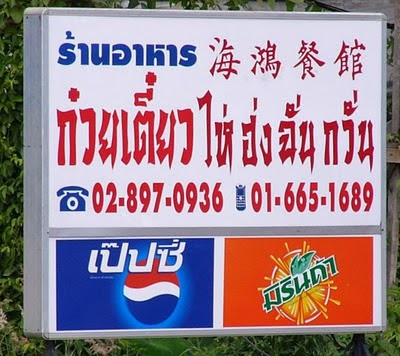 ร้านอาหาร 海鴻餐館
ก๋วยเตี๋ยว ไห่ ฮ่ง ฉั่น กวั่น
☎ 02-897-0936 📱 01-665-1689
เป๊ปซี่ มิรินด้า